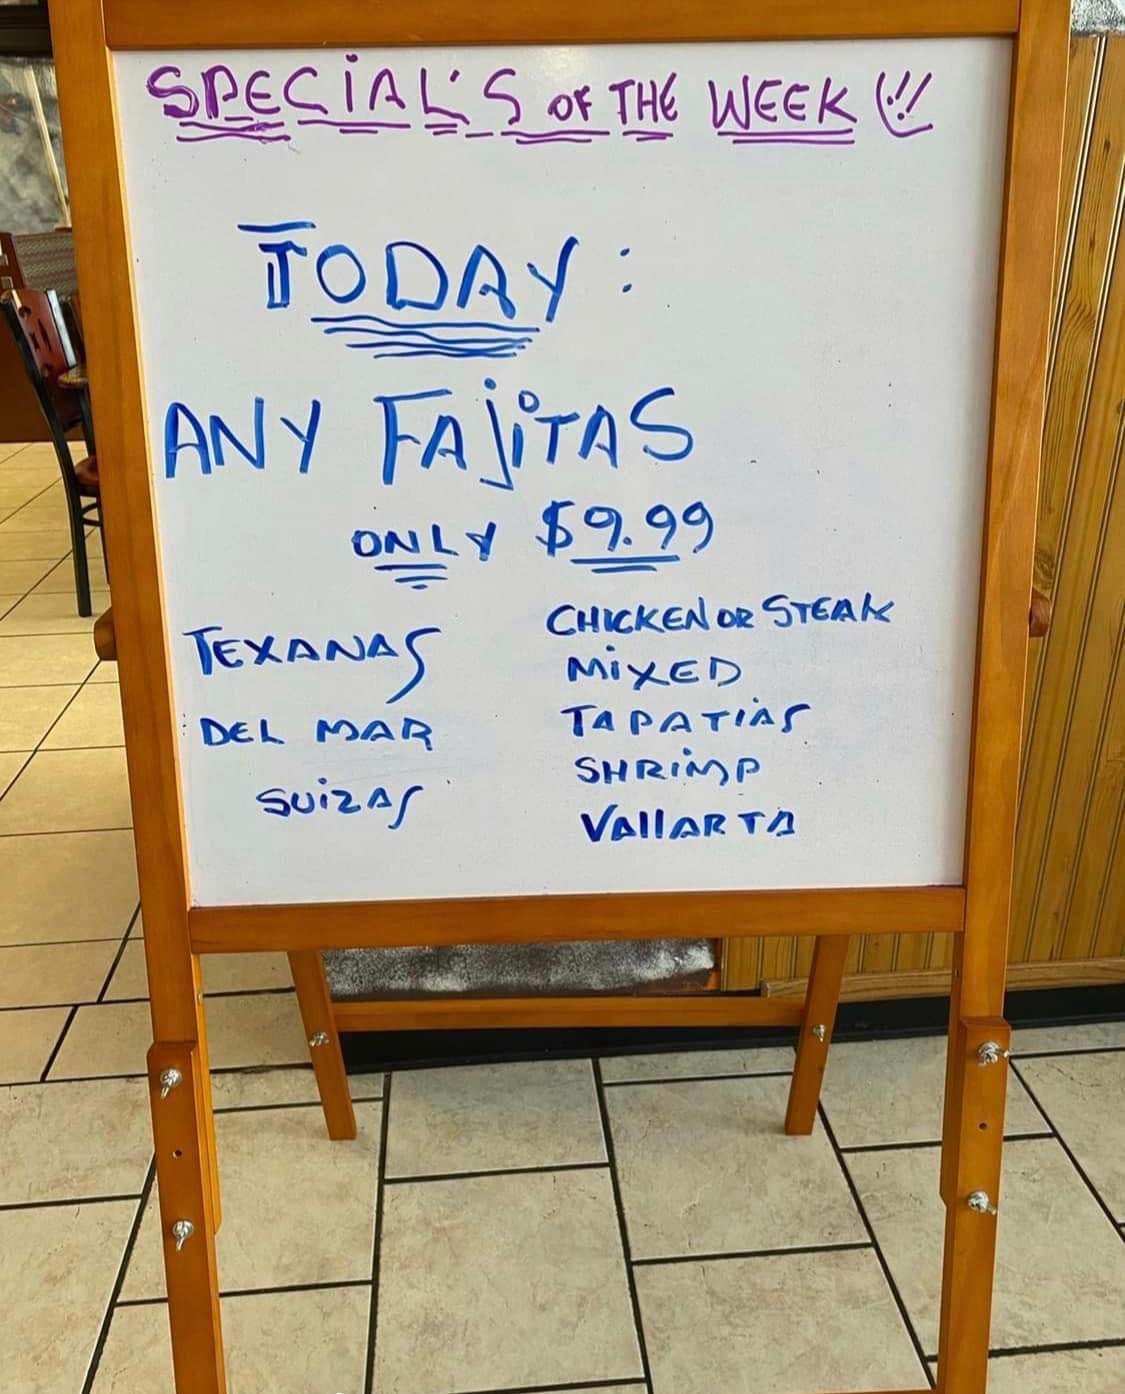 SPECiAL'S OF THE WEEK !!!
TODAY:
ANY FAJiTAS
ONLY $9.99
TEXANAS
DEL MAR
SUiZAS
CHICKEN OR STEAK
MiXED
TAPATiAS
SHRiMP
VAllARTA